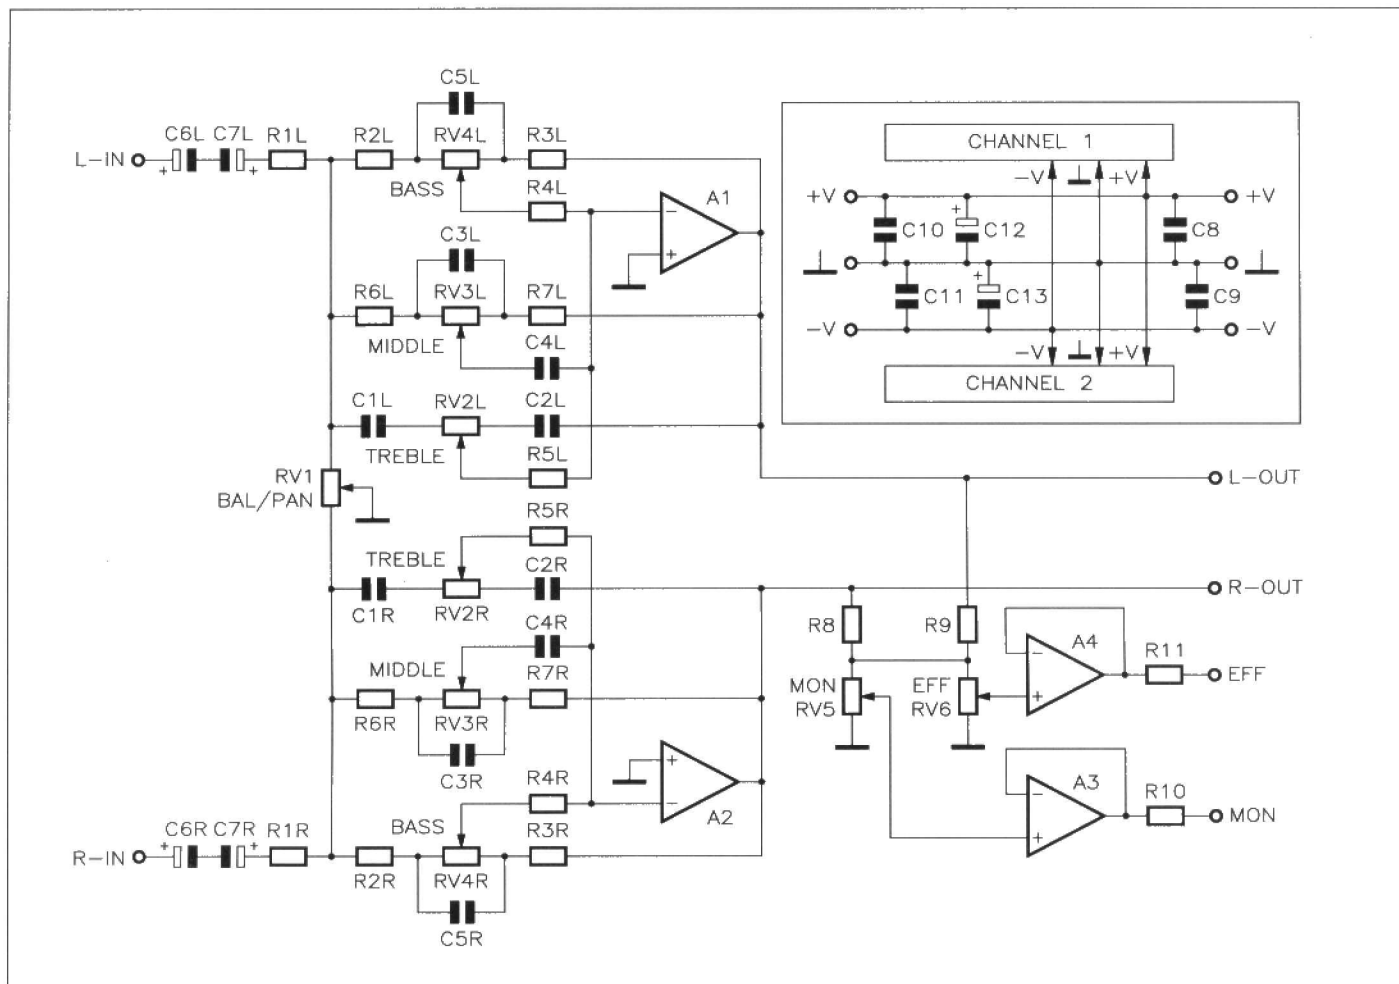 C5L
C6L C7L R1L R2L RV4L R3L
L-IN
+ +
BASS
R4L
A1
−
+
C3L
R6L RV3L R7L
MIDDLE
C4L
C1L RV2L C2L
TREBLE
R5L
RV1
BAL/PAN
R5R
TREBLE
C2R
C1R
RV2R
C4R
MIDDLE
R7R
R6R
RV3R
C3R
R4R
+
−
A2
BASS
R3R
C6R C7R R1R
R-IN
+ +
R2R
RV4R
C5R
CHANNEL 1
−V +V
+V +V
+
C10 C12 C8
+
C11 C13 C9
−V −V
−V +V
CHANNEL 2
L-OUT
R-OUT
R8 R9
A4
−
+
R11
EFF
MON
RV5
EFF
RV6
A3
−
+
R10
MON